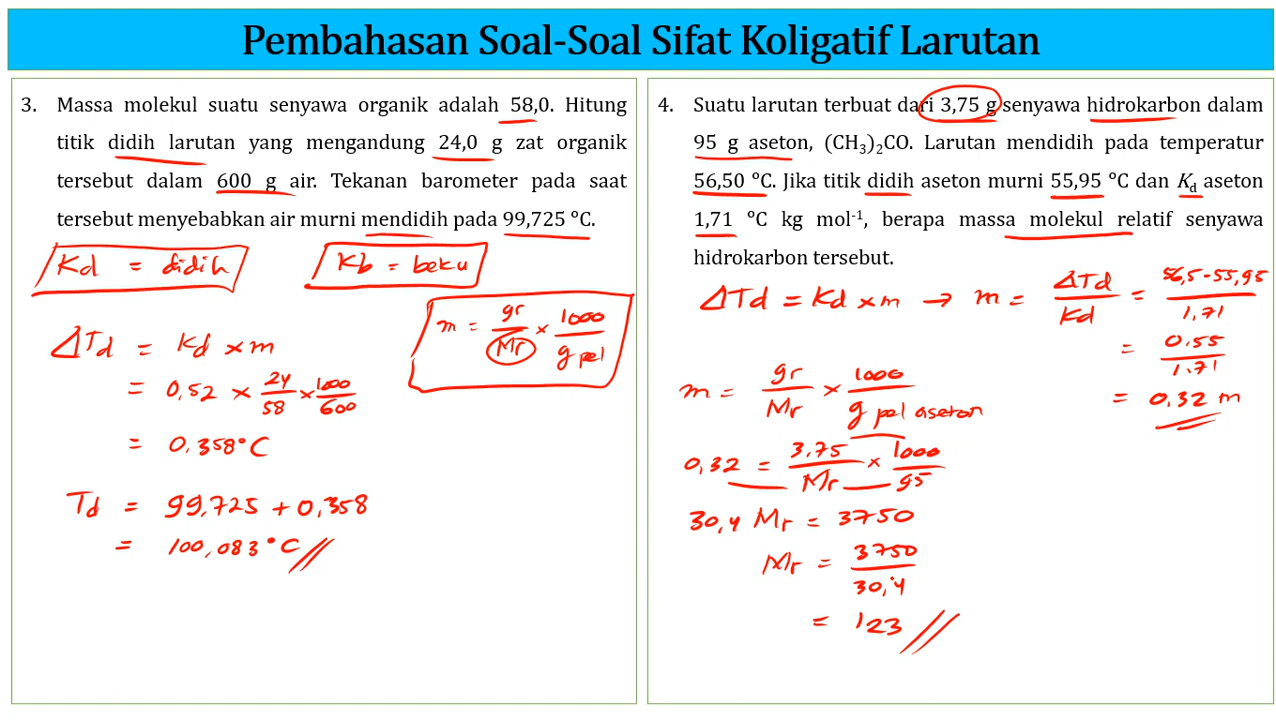 Pembahasan Soal-Soal Sifat Koligatif Larutan
3. Massa molekul suatu senyawa organik adalah 58,0. Hitung
titik didih larutan yang mengandung 24,0 g zat organik
tersebut dalam 600 g air. Tekanan barometer pada saat
tersebut menyebabkan air murni mendidih pada 99,725 °C.
Kd = didih
Kb = beku
m = gr/Mr × 1000/g pel
ΔTd = Kd × m
= 0,52 × 24/58 × 1000/600
= 0,358°C
Td = 99,725 + 0,358
= 100,083°C //
4. Suatu larutan terbuat dari 3,75 g senyawa hidrokarbon dalam
95 g aseton, (CH₃)₂CO. Larutan mendidih pada temperatur
56,50 °C. Jika titik didih aseton murni 55,95 °C dan Kd aseton
1,71 °C kg mol⁻¹, berapa massa molekul relatif senyawa
hidrokarbon tersebut.
ΔTd = Kd × m → m = ΔTd/Kd = 56,5-55,95/1,71
= 0,55/1,71
= 0,32 m
m = gr/Mr × 1000/g pel aseton
0,32 = 3,75/Mr × 1000/95
30,4 Mr = 3750
Mr = 3750/30,4
= 123 //